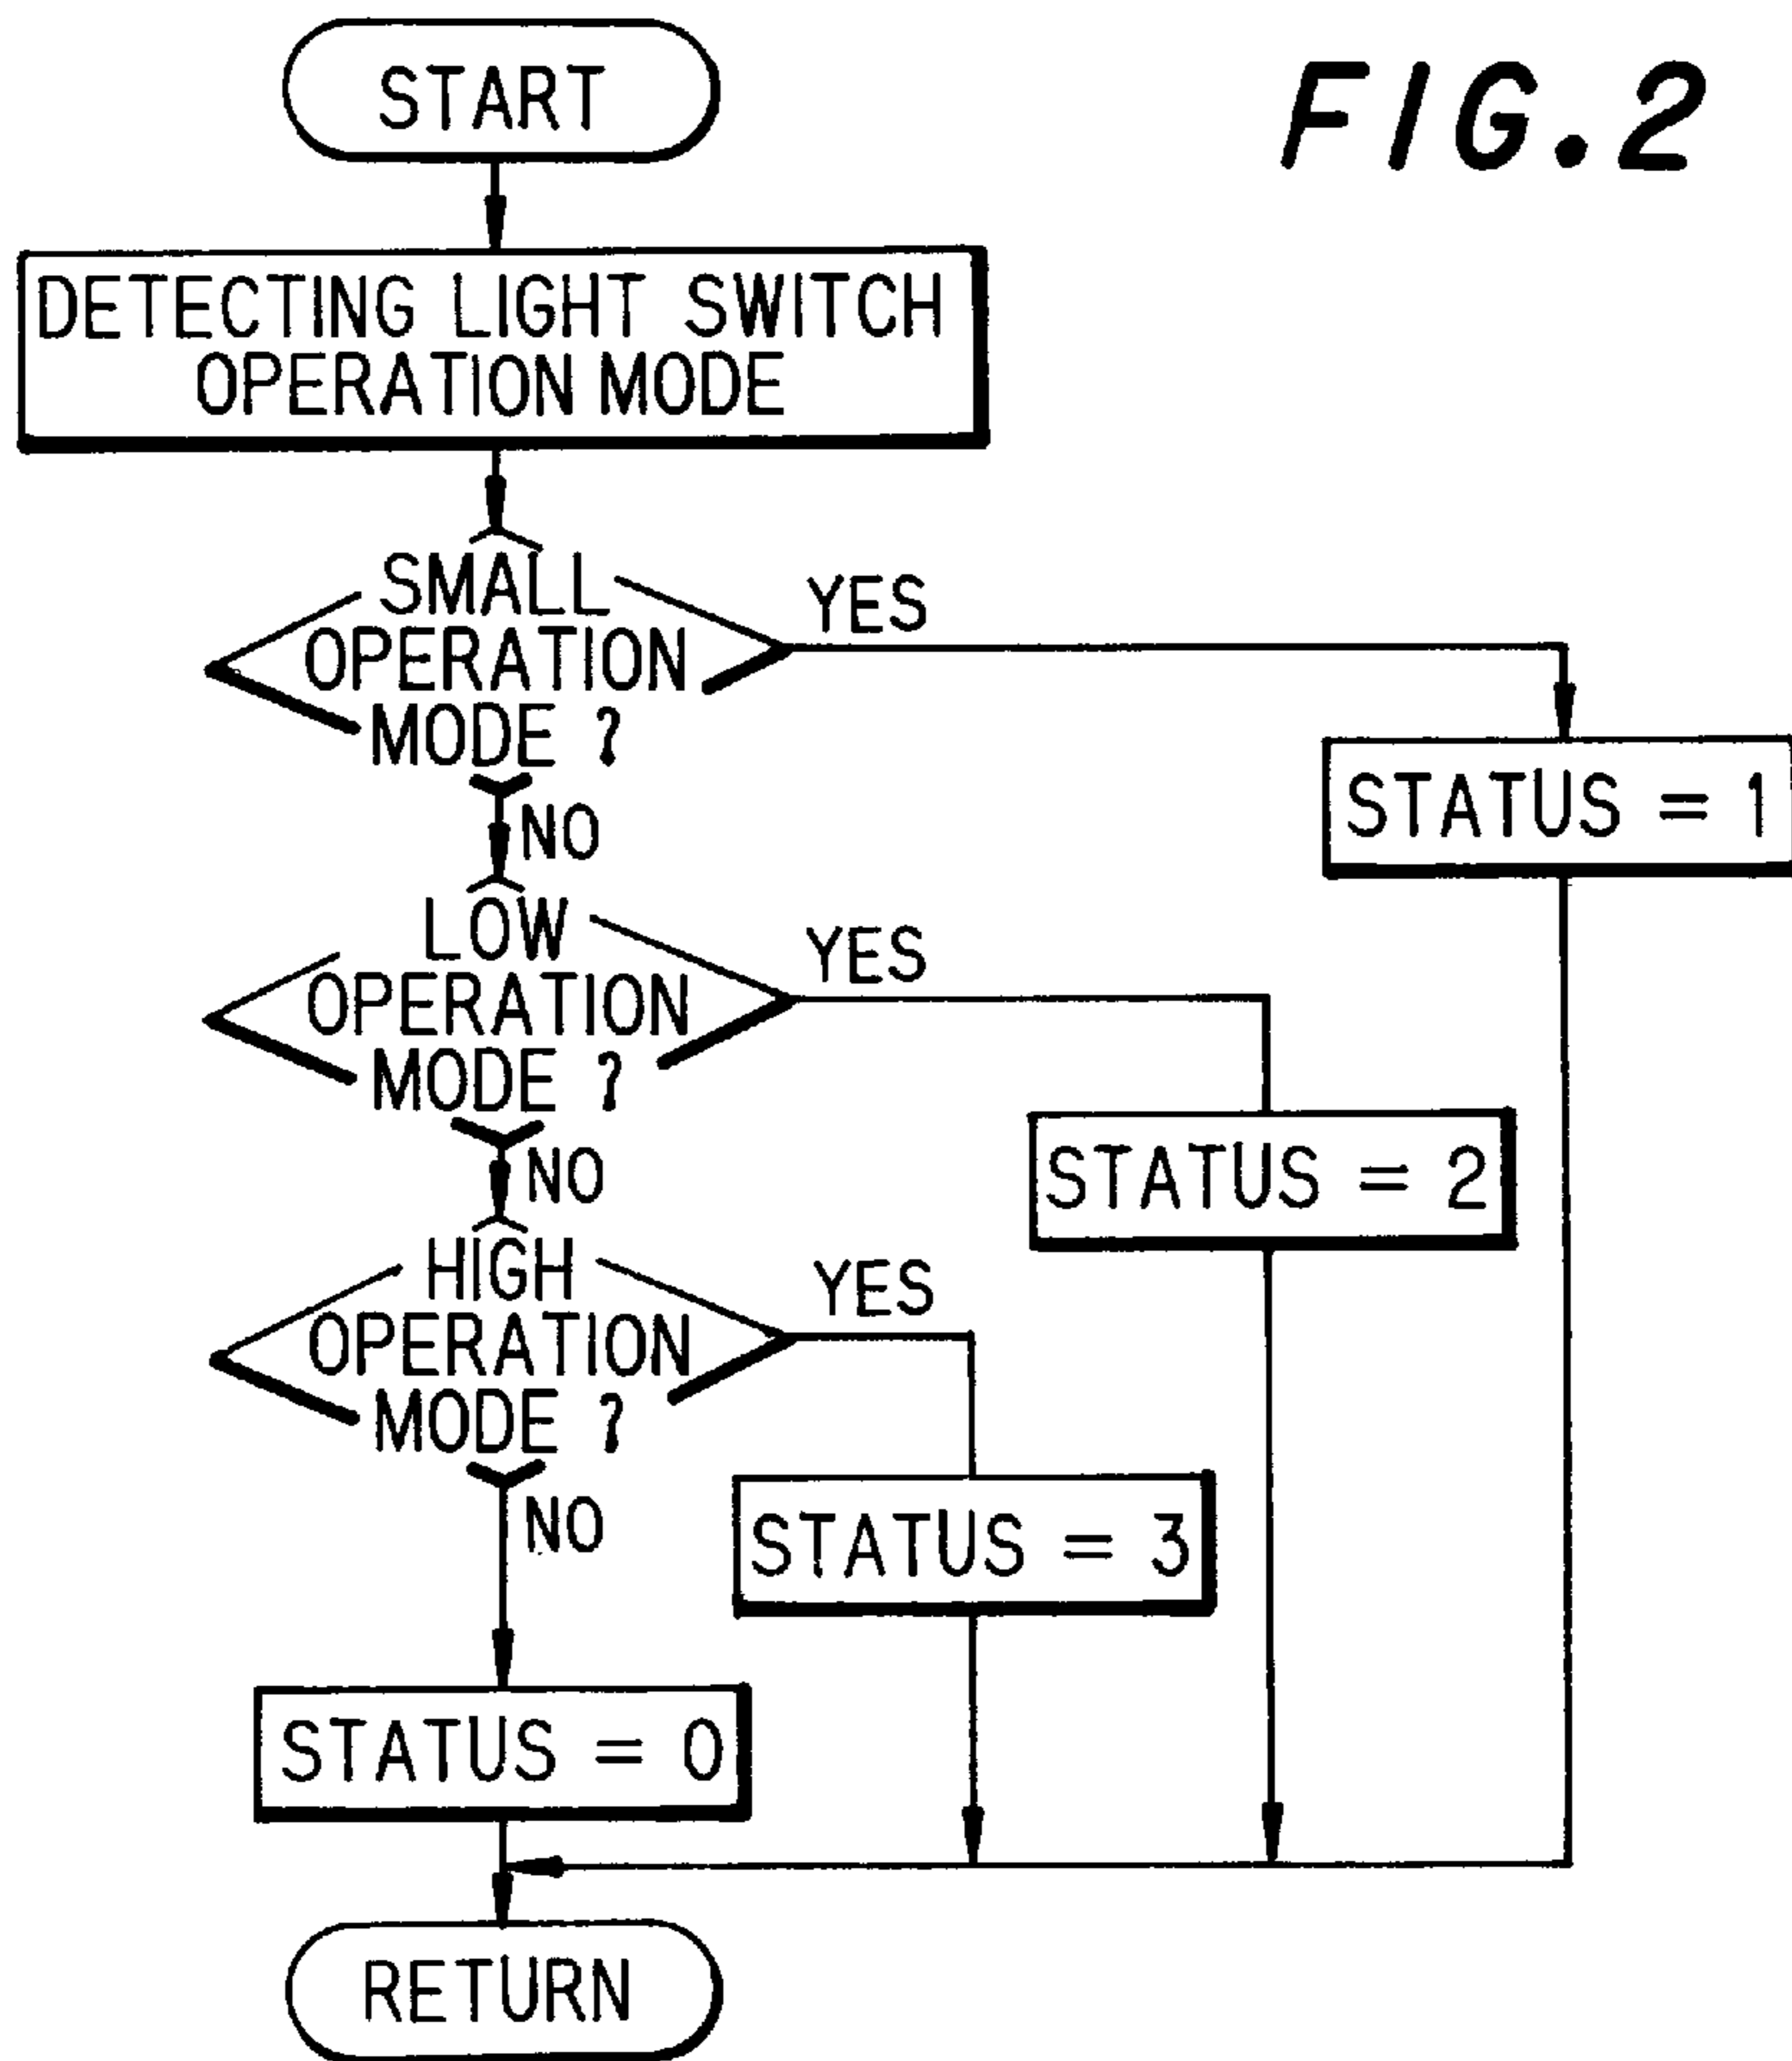 FIG.2
START
DETECTING LIGHT SWITCH
OPERATION MODE
SMALL
OPERATION
MODE ?
YES
NO
STATUS = 1
LOW
OPERATION
MODE ?
YES
NO
STATUS = 2
HIGH
OPERATION
MODE ?
YES
NO
STATUS = 3
STATUS = 0
RETURN